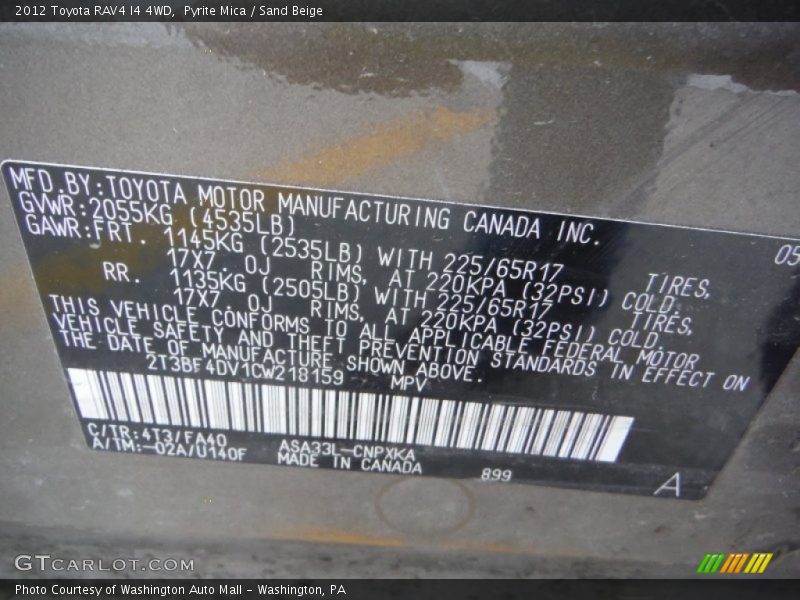 2012 Toyota RAV4 I4 4WD, Pyrite Mica / Sand Beige
MFD.BY:TOYOTA MOTOR MANUFACTURING CANADA INC.
05
GVWR:2055KG (4535LB)
GAWR:FRT. 1145KG (2535LB) WITH 225/65R17 TIRES,
17X7. 0J RIMS, AT 220KPA (32PSI) COLD.
RR. 1135KG (2505LB) WITH 225/65R17 TIRES,
17X7 0J RIMS, AT 220KPA (32PSI) COLD.
THIS VEHICLE CONFORMS TO ALL APPLICABLE FEDERAL MOTOR
VEHICLE SAFETY AND THEFT PREVENTION STANDARDS IN EFFECT ON
THE DATE OF MANUFACTURE SHOWN ABOVE.
2T3BF4DV1CW218159 MPV
C/TR:4T3/FA40 ASA33L-CNPXKA
A/TM:-02A/U140F MADE IN CANADA 899 A
GTCARLOT.COM
Photo Courtesy of Washington Auto Mall - Washington, PA